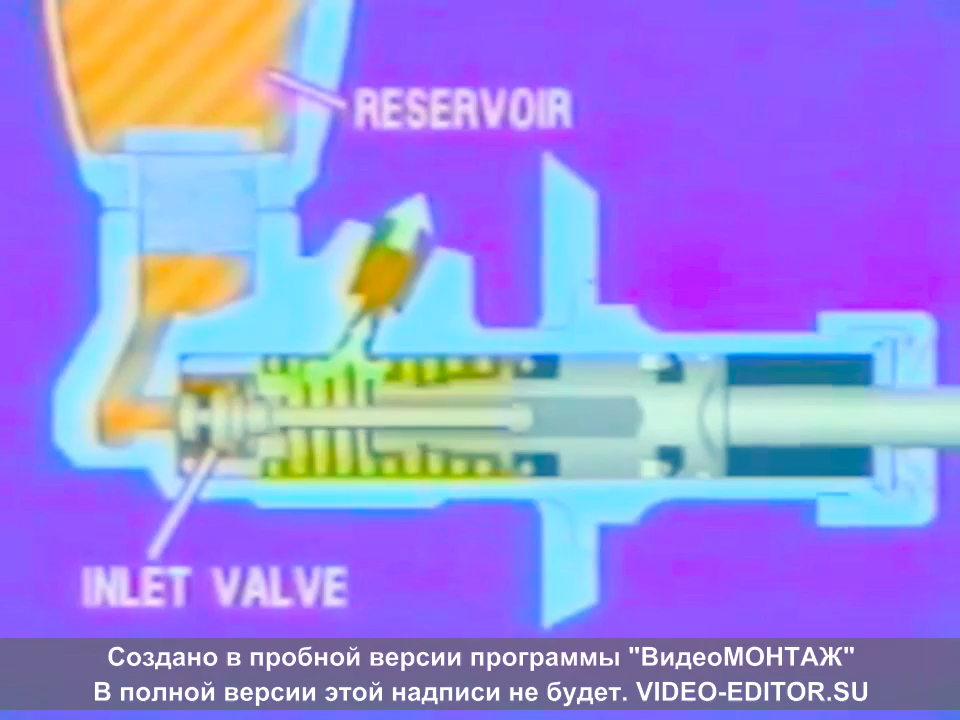 RESERVOIR
INLET VALVE
Создано в пробной версии программы "ВидеоМОНТАЖ"
В полной версии этой надписи не будет. VIDEO-EDITOR.SU